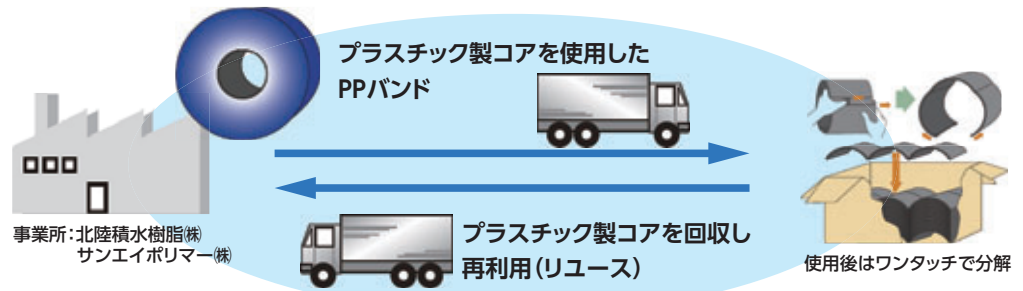 プラスチック製コアを使用した
PPバンド
事業所:北陸積水樹脂㈱
サンエイポリマー㈱
プラスチック製コアを回収し
再利用(リユース)
使用後はワンタッチで分解